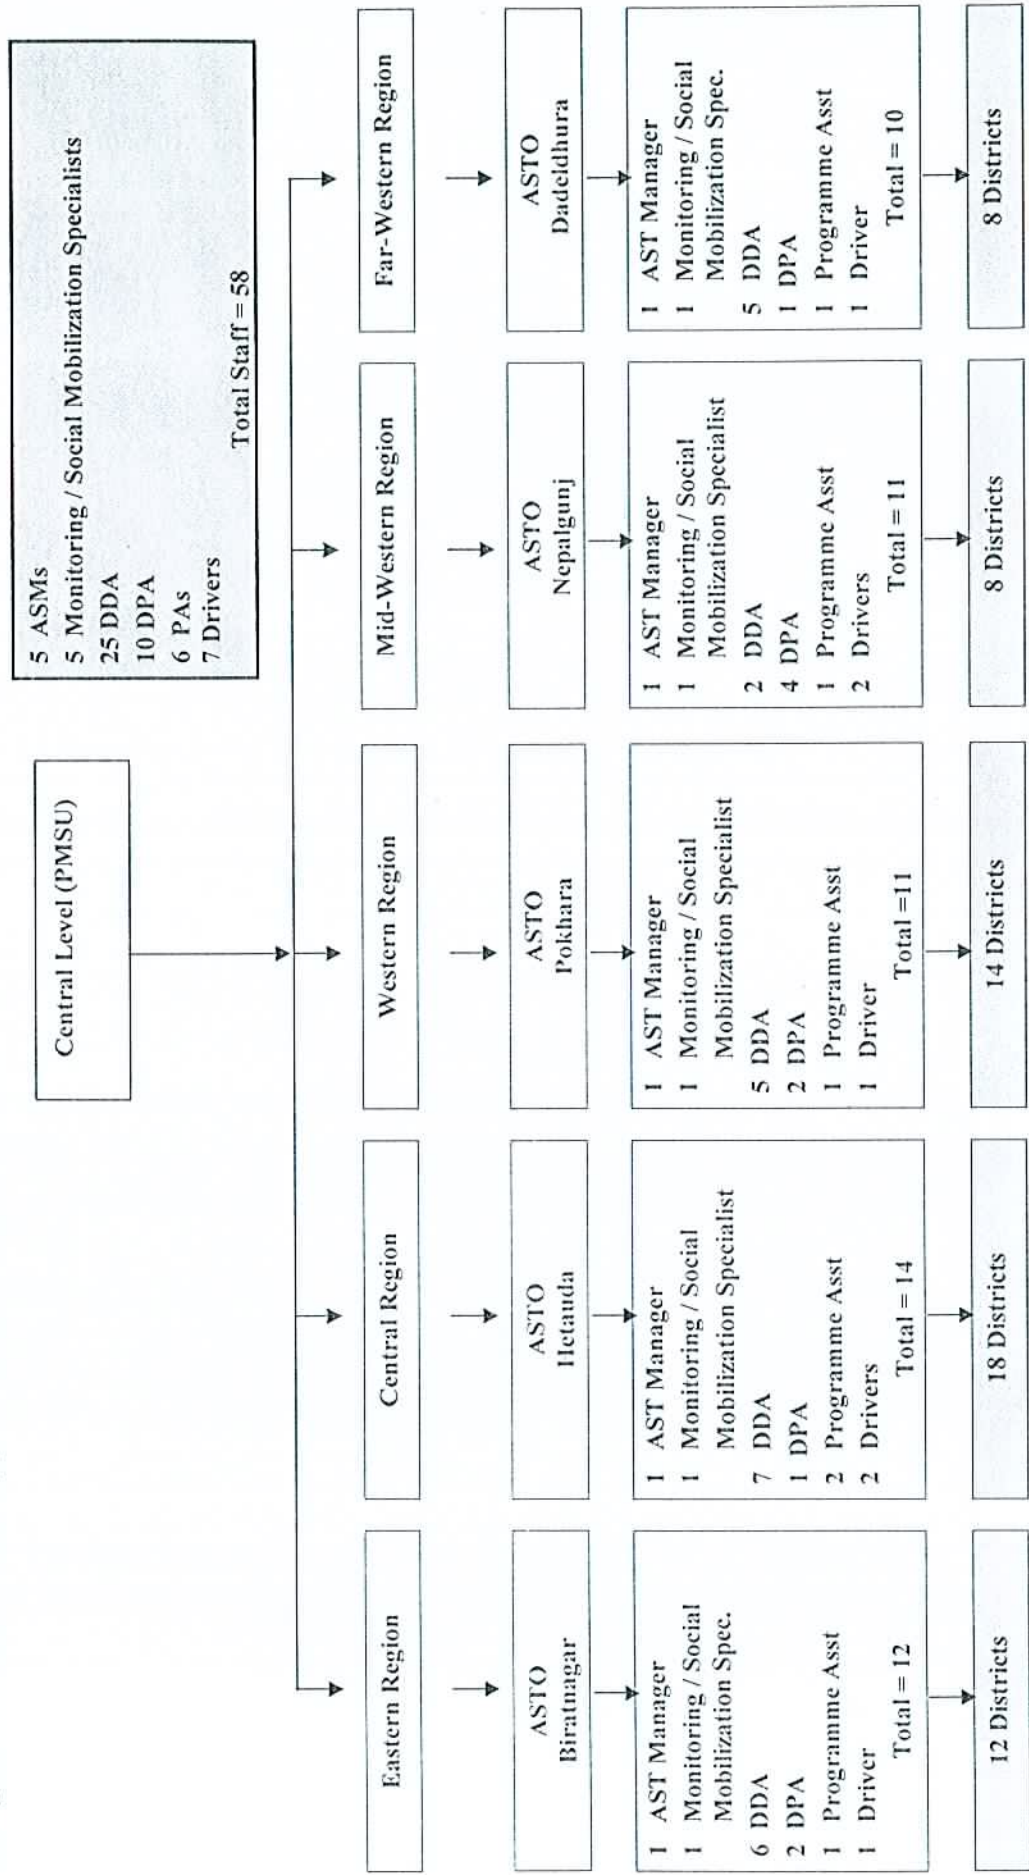 Central Level (PMSU)
5 ASMs
5 Monitoring / Social Mobilization Specialists
25 DDA
10 DPA
6 PAs
7 Drivers
Total Staff = 58
Eastern Region
Central Region
Western Region
Mid-Western Region
Far-Western Region
ASTO
Biratnagar
ASTO
Hetauda
ASTO
Pokhara
ASTO
Nepalgunj
ASTO
Dadeldhura
1 AST Manager
1 Monitoring / Social
Mobilization Spec.
6 DDA
2 DPA
1 Programme Asst
1 Driver
Total = 12
1 AST Manager
1 Monitoring / Social
Mobilization Specialist
7 DDA
1 DPA
2 Programme Asst
2 Drivers
Total = 14
1 AST Manager
1 Monitoring / Social
Mobilization Specialist
5 DDA
2 DPA
1 Programme Asst
1 Driver
Total =11
1 AST Manager
1 Monitoring / Social
Mobilization Specialist
2 DDA
4 DPA
1 Programme Asst
2 Drivers
Total = 11
1 AST Manager
1 Monitoring / Social
Mobilization Spec.
5 DDA
1 DPA
1 Programme Asst
1 Driver
Total = 10
12 Districts
18 Districts
14 Districts
8 Districts
8 Districts